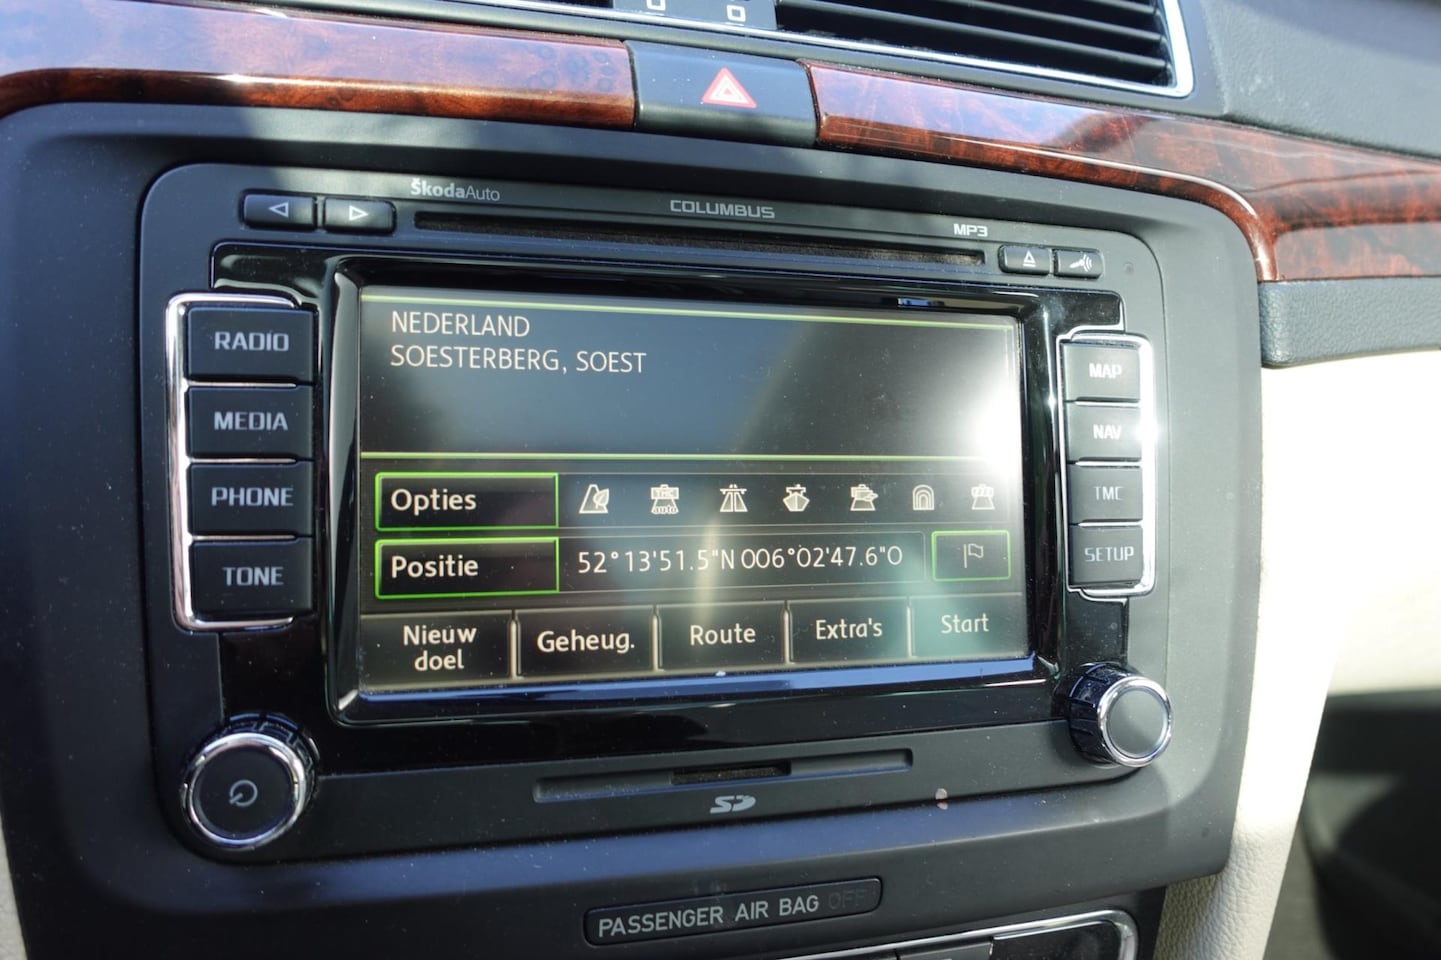 ŠkodaAuto
COLUMBUS
MP3
RADIO
MEDIA
PHONE
TONE
NEDERLAND
SOESTERBERG, SOEST
Opties
auto
Positie
52°13'51.5"N 006°02'47.6"O
Nieuw
doel
Geheug.
Route
Extra's
Start
MAP
NAV
TMC
SETUP
SD
PASSENGER AIR BAG OFF